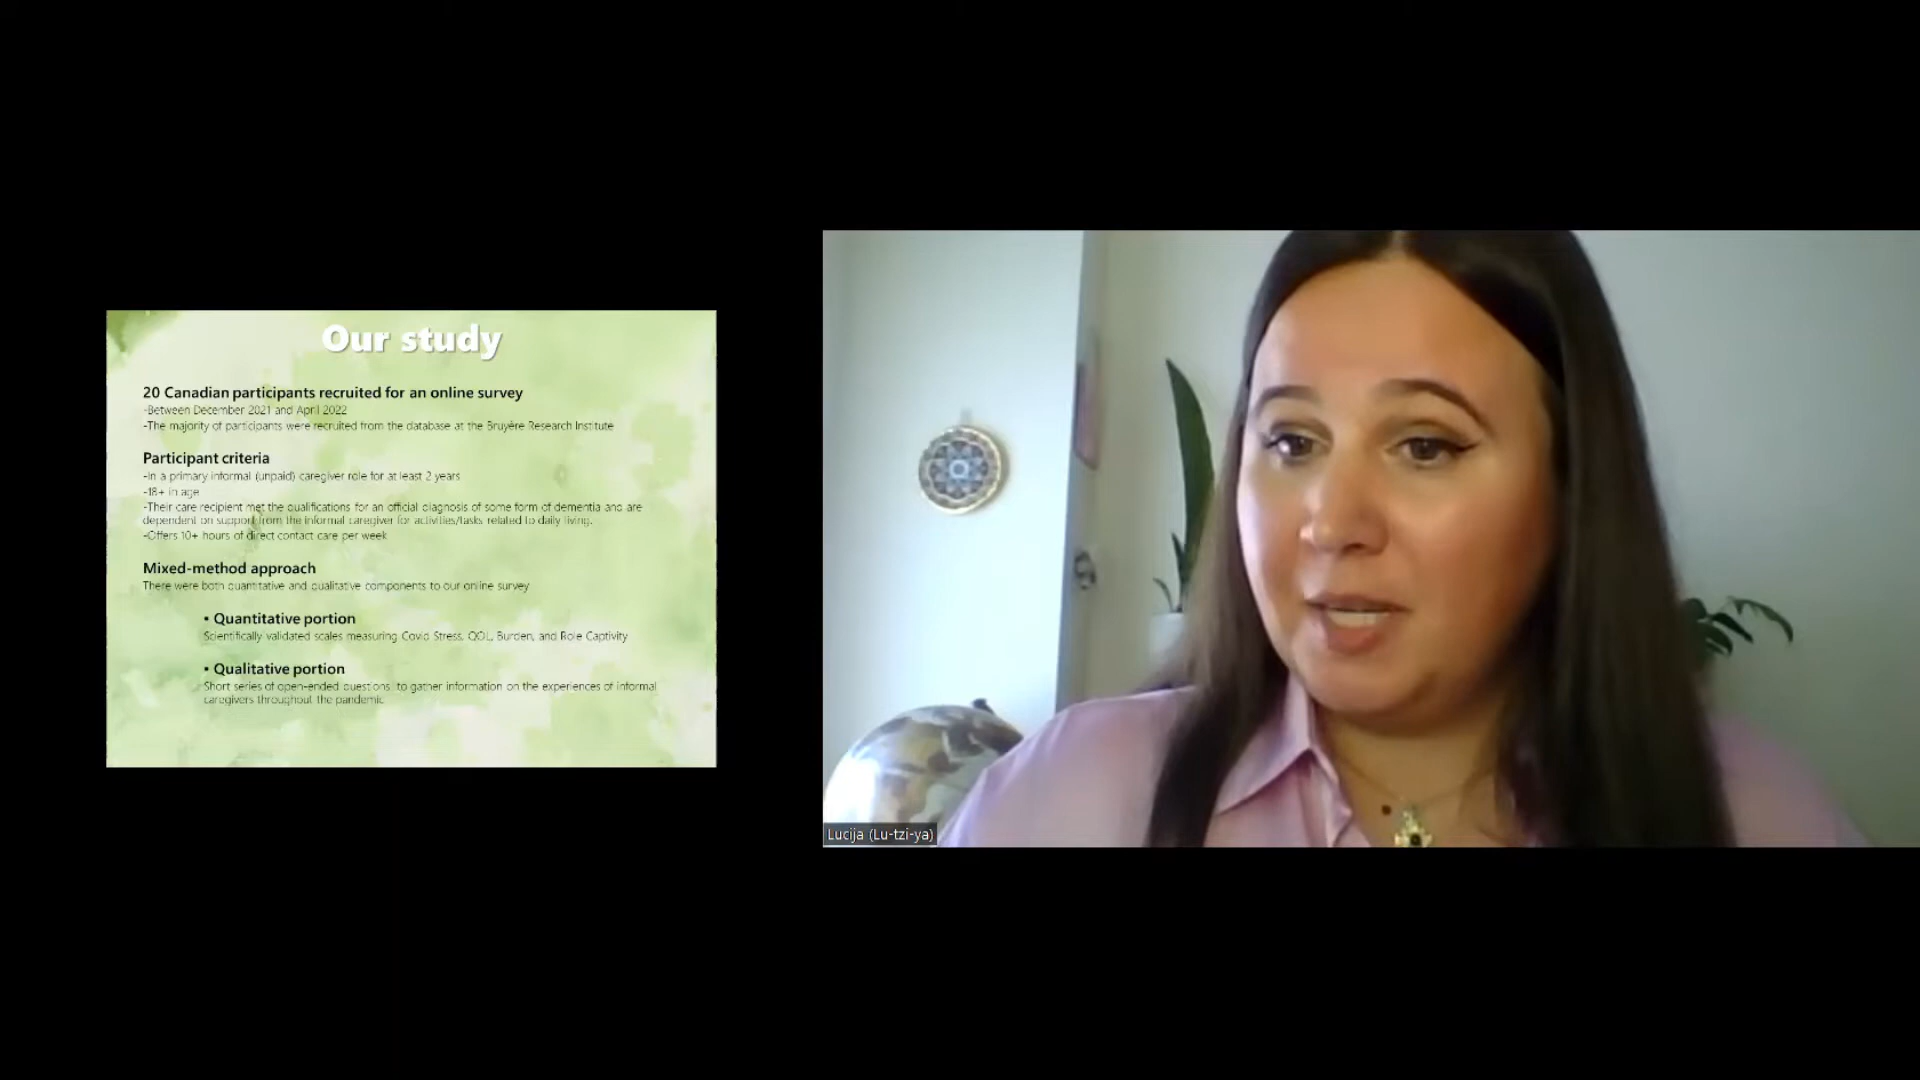 Our study
20 Canadian participants recruited for an online survey
-Between December 2021 and April 2022
-The majority of participants were recruited from the database at the Bruyère Research Institute
Participant criteria
-In a primary informal (unpaid) caregiver role for at least 2 years
-18+ in age
-Their care recipient met the qualifications for an official diagnosis of some form of dementia and are
dependent on support from the informal caregiver for activities/tasks related to daily living.
-Offers 10+ hours of direct contact care per week
Mixed-method approach
There were both quantitative and qualitative components to our online survey
• Quantitative portion
Scientifically validated scales measuring Covid Stress, QOL, Burden, and Role Captivity
• Qualitative portion
Short series of open-ended questions to gather information on the experiences of informal
caregivers throughout the pandemic
Lucija (Lu-tzi-ya)